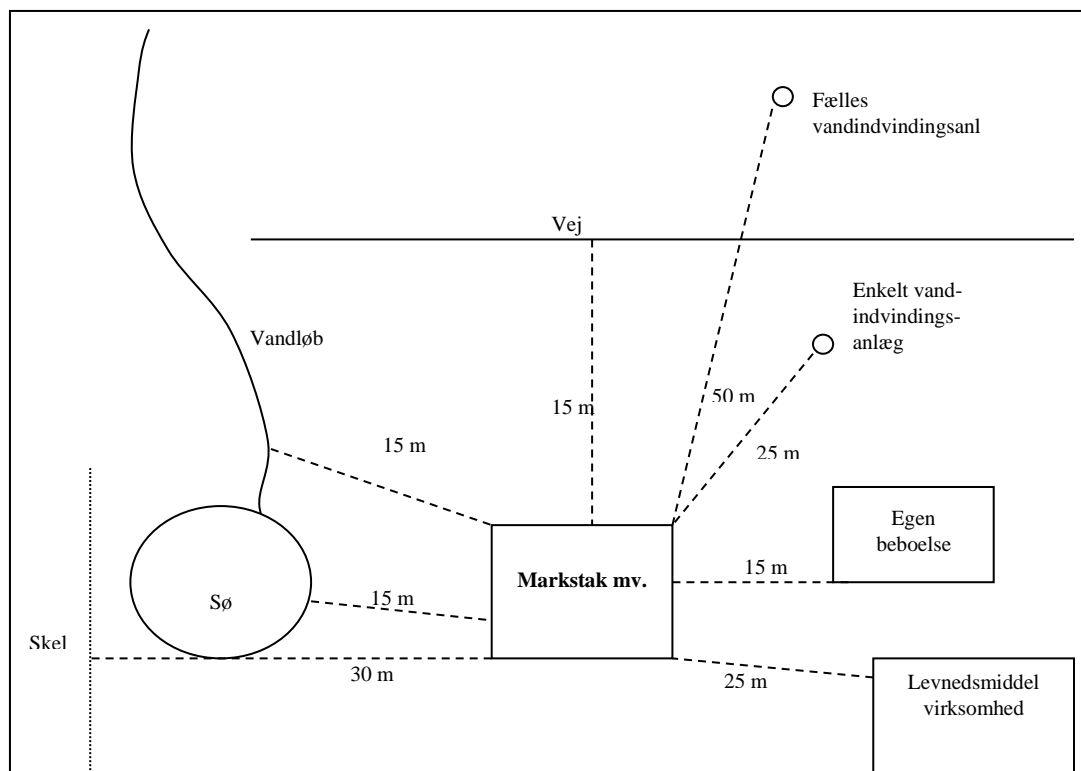 Fælles
vandindvindingsanl
Vej
Enkelt vand-
indvindings-
anlæg
Vandløb
50 m
15 m
15 m
25 m
Egen
beboelse
Markstak mv.
15 m
15 m
Sø
Skel
30 m
25 m
Levnedsmiddel
virksomhed